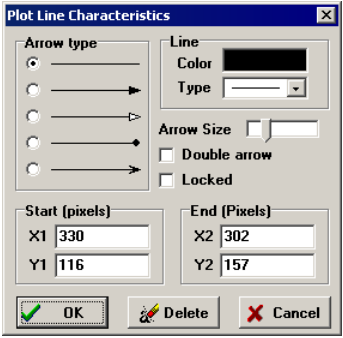 Plot Line Characteristics
Arrow type
Line
Color
Type
Arrow Size
Double arrow
Locked
Start (pixels)
X1 330
Y1 116
End (Pixels)
X2 302
Y2 157
OK
Delete
Cancel